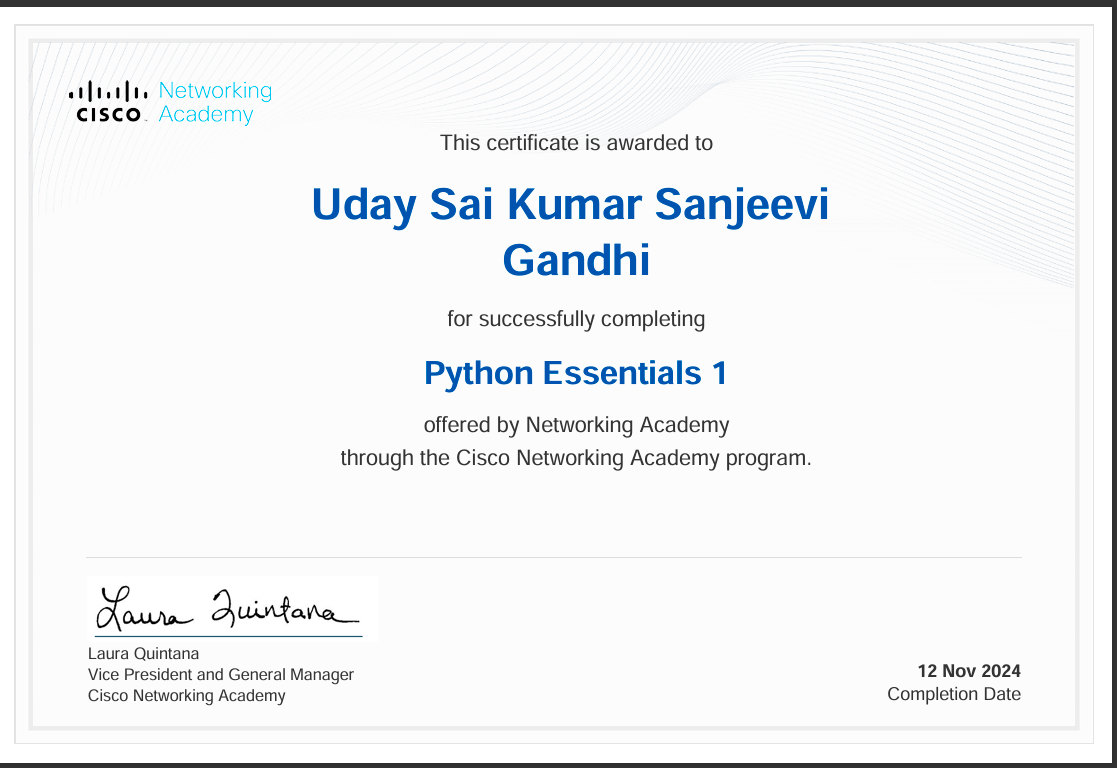 CISCO Networking
Academy
This certificate is awarded to
Uday Sai Kumar Sanjeevi
Gandhi
for successfully completing
Python Essentials 1
offered by Networking Academy
through the Cisco Networking Academy program.
Laura Quintana
Laura Quintana
Vice President and General Manager
Cisco Networking Academy
12 Nov 2024
Completion Date